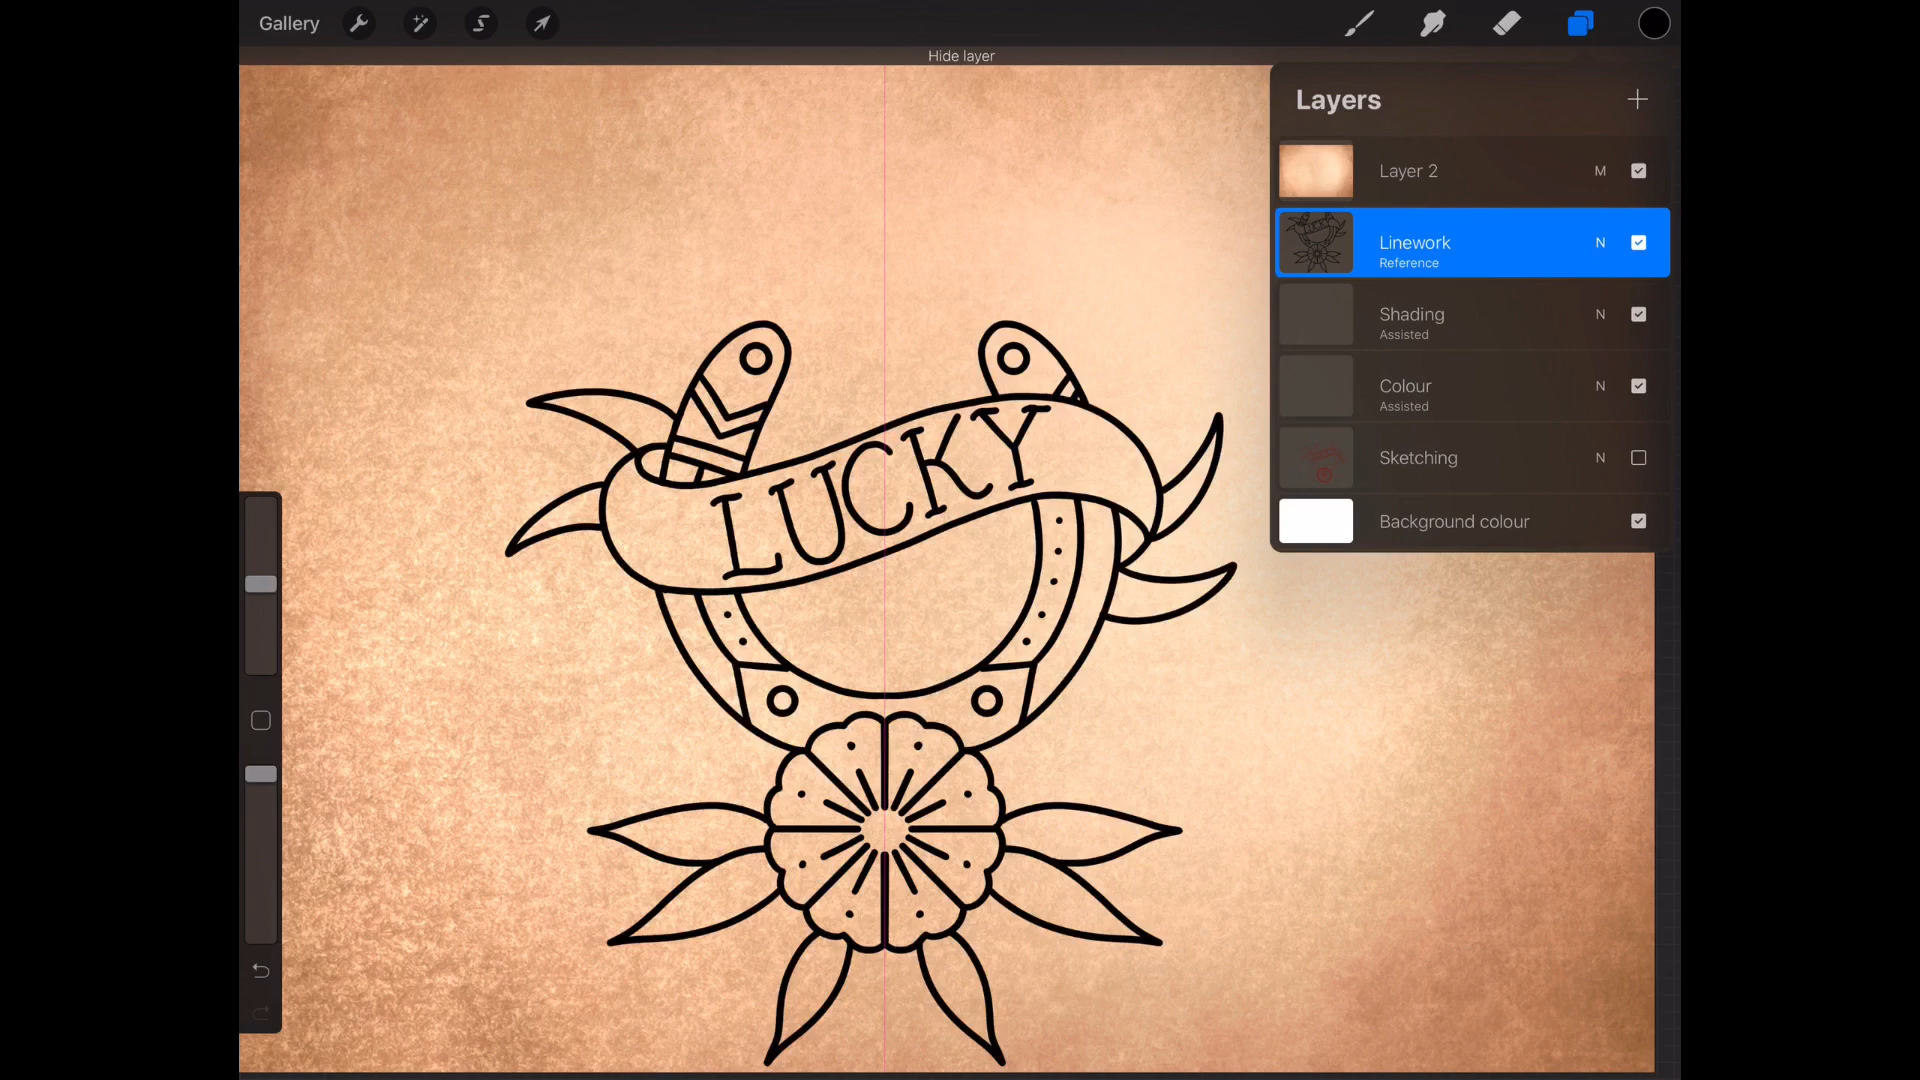 Gallery
Hide layer
Layers
Layer 2 M
Linework N
Reference
Shading N
Assisted
Colour N
Assisted
Sketching N
Background colour
LUCKY